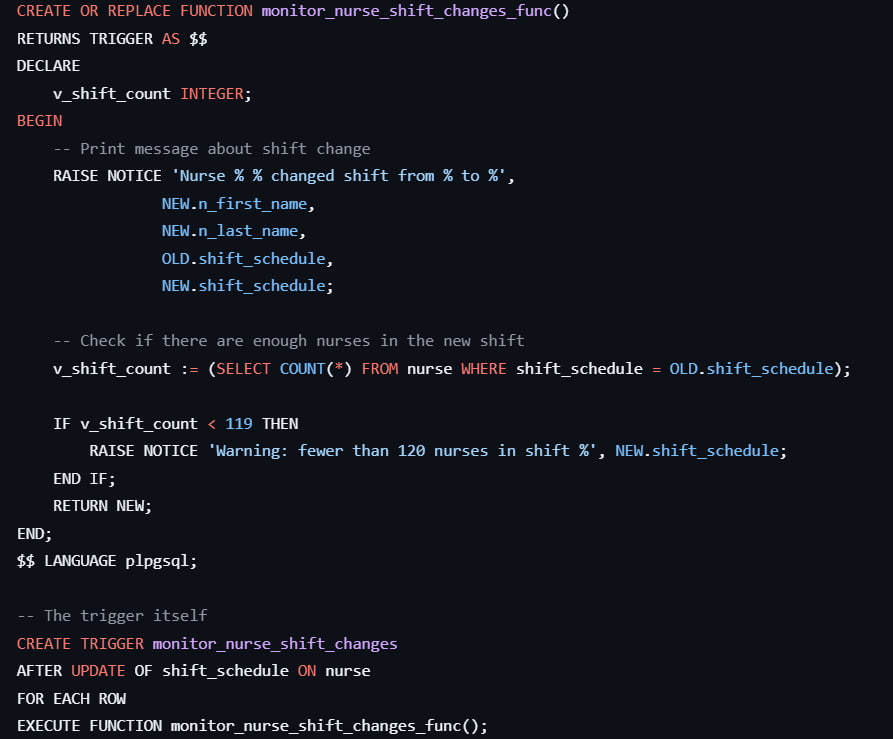 CREATE OR REPLACE FUNCTION monitor_nurse_shift_changes_func()
RETURNS TRIGGER AS $$
DECLARE
    v_shift_count INTEGER;
BEGIN
    -- Print message about shift change
    RAISE NOTICE 'Nurse % % changed shift from % to %',
                NEW.n_first_name,
                NEW.n_last_name,
                OLD.shift_schedule,
                NEW.shift_schedule;

    -- Check if there are enough nurses in the new shift
    v_shift_count := (SELECT COUNT(*) FROM nurse WHERE shift_schedule = OLD.shift_schedule);

    IF v_shift_count < 119 THEN
        RAISE NOTICE 'Warning: fewer than 120 nurses in shift %', NEW.shift_schedule;
    END IF;
    RETURN NEW;
END;
$$ LANGUAGE plpgsql;

-- The trigger itself
CREATE TRIGGER monitor_nurse_shift_changes
AFTER UPDATE OF shift_schedule ON nurse
FOR EACH ROW
EXECUTE FUNCTION monitor_nurse_shift_changes_func();